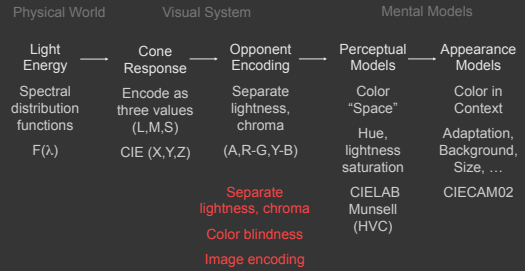 Physical World
Visual System
Mental Models
Light
Energy
Spectral
distribution
functions
F(λ)
Cone
Response
Encode as
three values
(L,M,S)
CIE (X,Y,Z)
Opponent
Encoding
Separate
lightness,
chroma
(A,R-G,Y-B)
Separate
lightness, chroma
Color blindness
Image encoding
Perceptual
Models
Color
“Space”
Hue,
lightness
saturation
CIELAB
Munsell
(HVC)
Appearance
Models
Color in
Context
Adaptation,
Background,
Size, …
CIECAM02